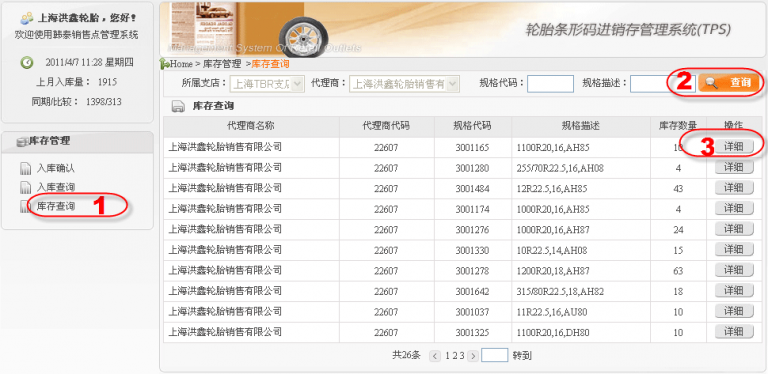 上海洪鑫轮胎，您好！
欢迎使用韩泰销售点管理系统
2011/4/7 11:28 星期四
上月入库量： 1915
同期/比较： 1398/313
库存管理
入库确认
入库查询
库存查询 1
轮胎条形码进销存管理系统(TPS)
Management System Of Retail Outlets
Home > 库存管理 >库存查询
所属支店： 上海TBR支店 代理商： 上海洪鑫轮胎销售有 规格代码： 规格描述： 2 查询
库存查询
代理商名称 代理商代码 规格代码 规格描述 库存数量 操作
上海洪鑫轮胎销售有限公司 22607 3001165 1100R20,16,AH85 3 详细
上海洪鑫轮胎销售有限公司 22607 3001280 255/70R22.5,16,AH08 4 详细
上海洪鑫轮胎销售有限公司 22607 3001484 12R22.5,16,AH85 43 详细
上海洪鑫轮胎销售有限公司 22607 3001174 1000R20,16,AH85 4 详细
上海洪鑫轮胎销售有限公司 22607 3001276 1000R20,16,AH87 24 详细
上海洪鑫轮胎销售有限公司 22607 3001330 10R22.5,14,AH08 15 详细
上海洪鑫轮胎销售有限公司 22607 3001278 1200R20,18,AH87 63 详细
上海洪鑫轮胎销售有限公司 22607 3001642 315/80R22.5,18,AH82 18 详细
上海洪鑫轮胎销售有限公司 22607 3001037 11R22.5,16,AU80 10 详细
上海洪鑫轮胎销售有限公司 22607 3001325 1100R20,16,DH80 10 详细
共26条 < 1 2 3 > 转到